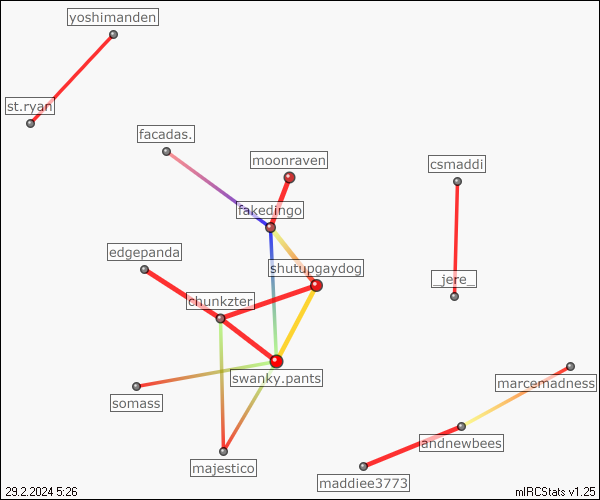 yoshimanden
st.ryan
facadas.
moonraven
csmaddi
fakedingo
edgepanda
shutupgaydog
_jere_
chunkzter
swanky.pants
marcemadness
somass
andnewbees
majestico
maddiee3773
29.2.2024 5:26
mIRCStats v1.25